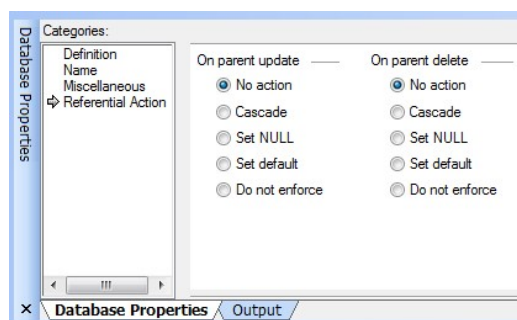 Database Properties
Categories:
Definition
Name
Miscellaneous
Referential Action
On parent update
No action
Cascade
Set NULL
Set default
Do not enforce
On parent delete
No action
Cascade
Set NULL
Set default
Do not enforce
Database Properties
Output